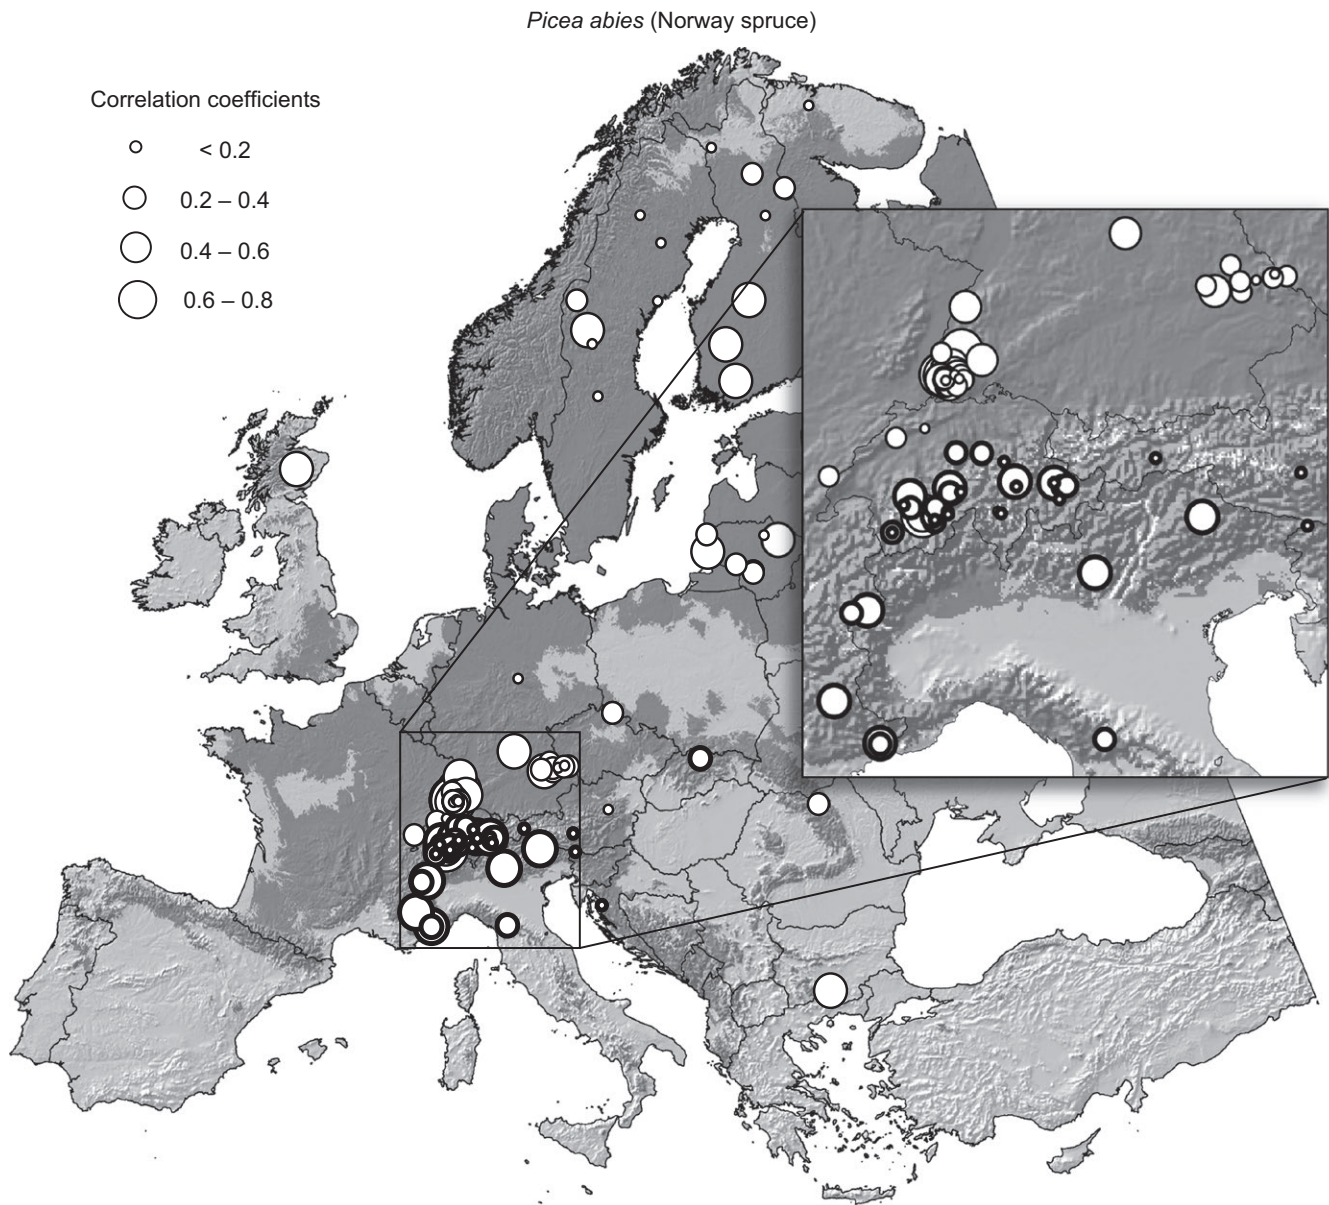 Picea abies (Norway spruce)
Correlation coefficients
< 0.2
0.2 – 0.4
0.4 – 0.6
0.6 – 0.8